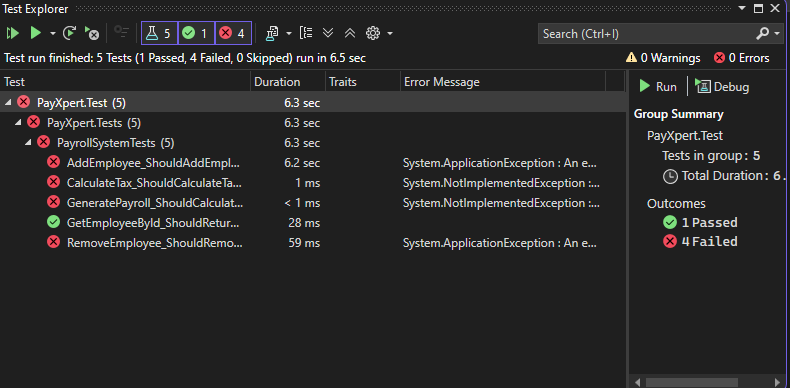 Test Explorer
5 1 4
Search (Ctrl+I)
Test run finished: 5 Tests (1 Passed, 4 Failed, 0 Skipped) run in 6.5 sec
0 Warnings 0 Errors
Test Duration Traits Error Message
PayXpert.Test (5) 6.3 sec
PayXpert.Tests (5) 6.3 sec
PayrollSystemTests (5) 6.3 sec
AddEmployee_ShouldAddEmpl... 6.2 sec System.ApplicationException : An e...
CalculateTax_ShouldCalculateTa... 1 ms System.NotImplementedException :...
GeneratePayroll_ShouldCalculat... < 1 ms System.NotImplementedException :...
GetEmployeeById_ShouldRetur... 28 ms
RemoveEmployee_ShouldRemo... 59 ms System.ApplicationException : An e...
Run Debug
Group Summary
PayXpert.Test
Tests in group: 5
Total Duration: 6.
Outcomes
1 Passed
4 Failed